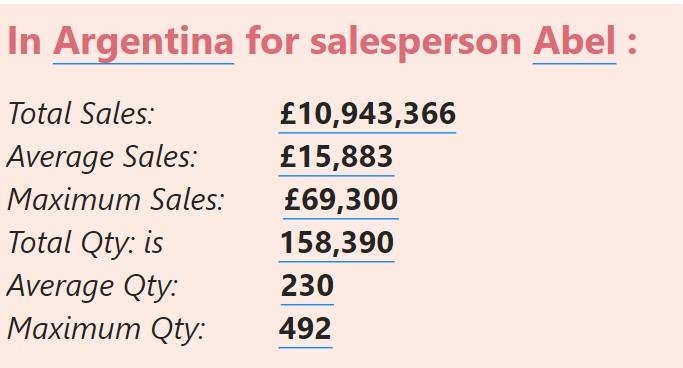 In Argentina for salesperson Abel :
Total Sales: £10,943,366
Average Sales: £15,883
Maximum Sales: £69,300
Total Qty: is 158,390
Average Qty: 230
Maximum Qty: 492